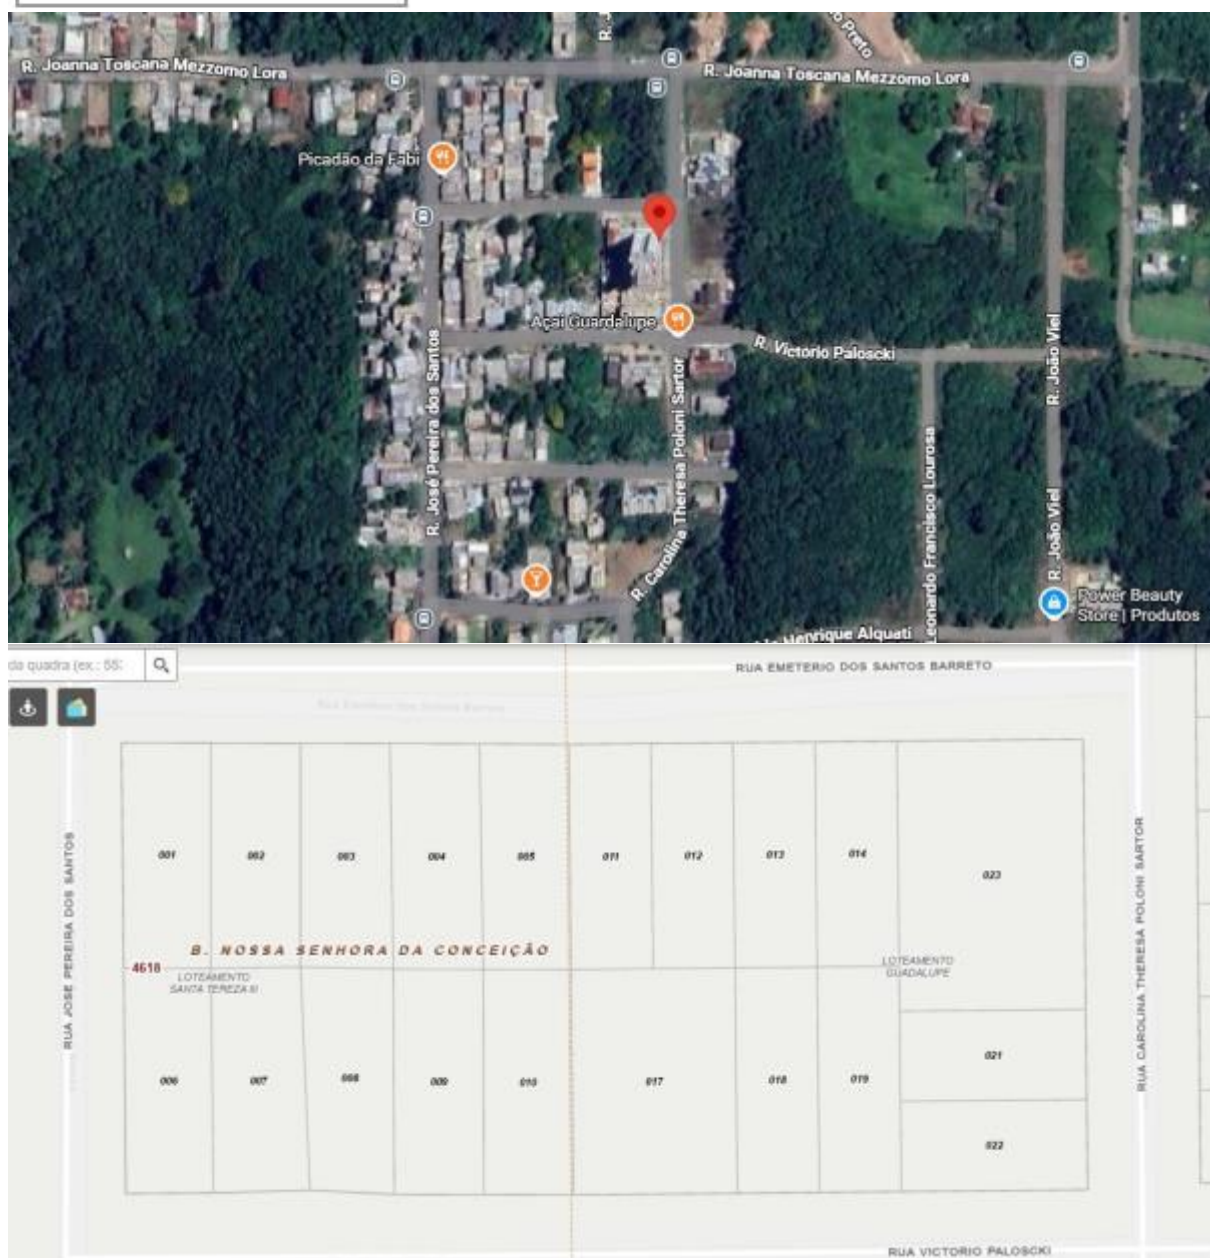 R. J
o Preto
R. Joanna Toscana Mezzomo Lora
R. Joanna Toscana Mezzomo Lora
Picadão da Fabi
Açaí Guardalupe
R. Victorio Paloscki
R. João Viel
R. José Pereira dos Santos
R. Carolina Theresa Poloni Sartor
Leonardo Francisco Lourosa
R. João Viel
Power Beauty
Store | Produtos
Henrique Alquati
da quadra (ex.: 55
RUA EMETERIO DOS SANTOS BARRETO
RUA JOSE PEREIRA DOS SANTOS
RUA CAROLINA THERESA POLONI SARTOR
001
002
003
004
005
011
012
013
014
023
B. NOSSA SENHORA DA CONCEIÇÃO
4618
LOTEAMENTO
SANTA TEREZA III
LOTEAMENTO
GUADALUPE
006
007
008
009
010
017
018
019
021
022
RUA VICTORIO PALOSCKI